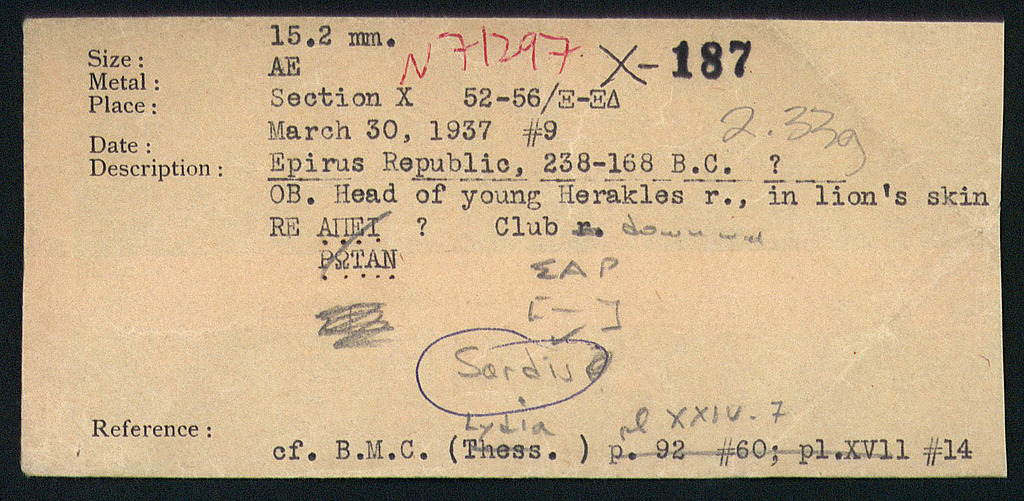 Size : 15.2 mm. N71297 X-187
Metal : AE
Place : Section X 52-56/Ξ-ΞΔ
Date : March 30, 1937 #9 2.33g
Description : Epirus Republic, 238-168 B.C. ?
OB. Head of young Herakles r., in lion's skin
RE ΑΠΕΙ ? Club r. downward
ΡΩΤΑΝ ΣΑΡ
[—]
Sardis
Lydia pl XXIV.7
Reference : cf. B.M.C. (Thess. ) p. 92 #60; pl.XVll #14